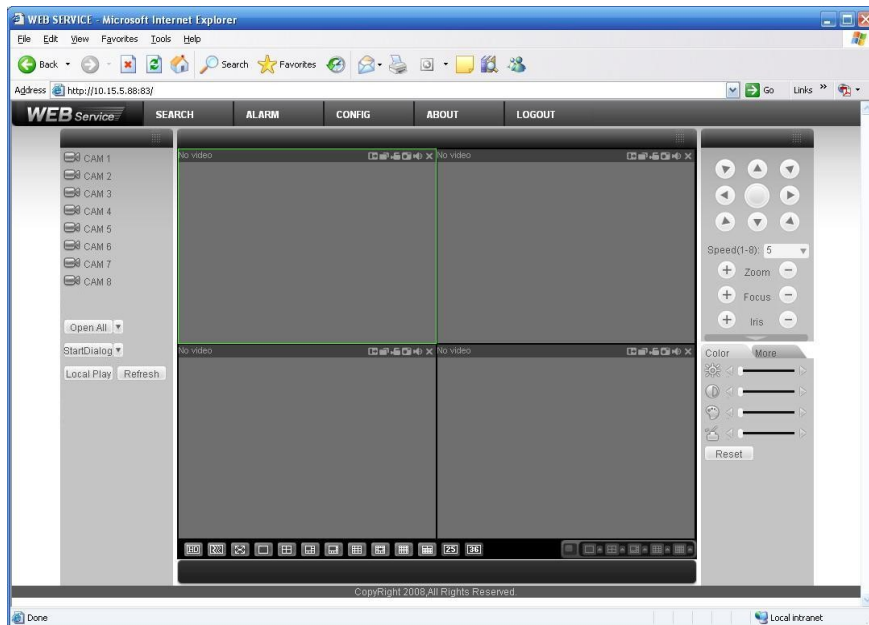 WEB SERVICE - Microsoft Internet Explorer
File Edit View Favorites Tools Help
Back Search Favorites
Address http://10.15.5.88:83/ Go Links »
WEB Service SEARCH ALARM CONFIG ABOUT LOGOUT
CAM 1
CAM 2
CAM 3
CAM 4
CAM 5
CAM 6
CAM 7
CAM 8
Open All
StartDialog
Local Play Refresh
No video
No video
No video
No video
25 36
Speed(1-8): 5
Zoom
Focus
Iris
Color More
Reset
CopyRight 2008,All Rights Reserved.
Done Local intranet